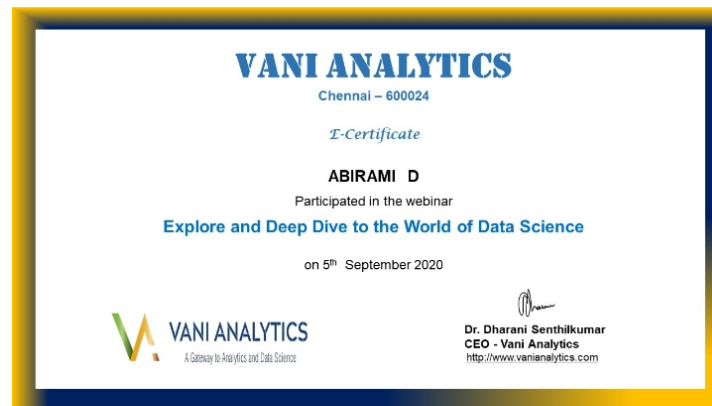 VANI ANALYTICS
Chennai – 600024
E-Certificate
ABIRAMI D
Participated in the webinar
Explore and Deep Dive to the World of Data Science
on 5th September 2020
VANI ANALYTICS
A Gateway to Analytics and Data Science
Dr. Dharani Senthilkumar
CEO - Vani Analytics
http://www.vanianalytics.com